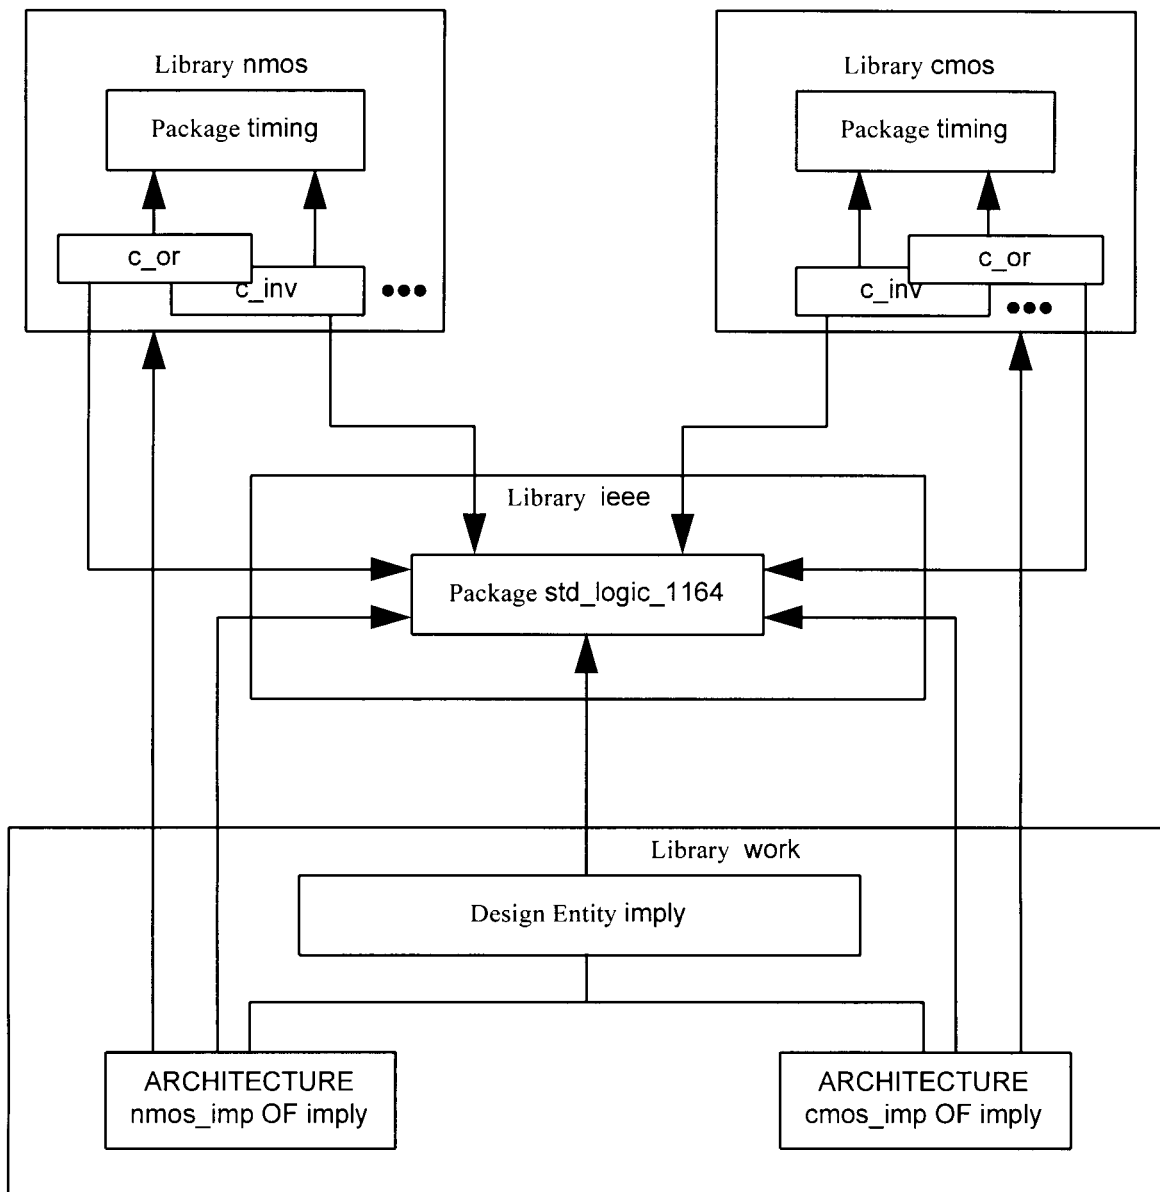 Library nmos
Library cmos
Package timing
Package timing
c_or
c_or
c_inv
c_inv
Library ieee
Package std_logic_1164
Library work
Design Entity imply
ARCHITECTURE
nmos_imp OF imply
ARCHITECTURE
cmos_imp OF imply